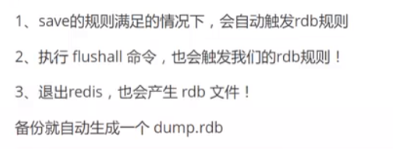 1、save的规则满足的情况下，会自动触发rdb规则
2、执行 flushall 命令，也会触发我们的rdb规则！
3、退出redis，也会产生 rdb 文件！
备份就自动生成一个 dump.rdb